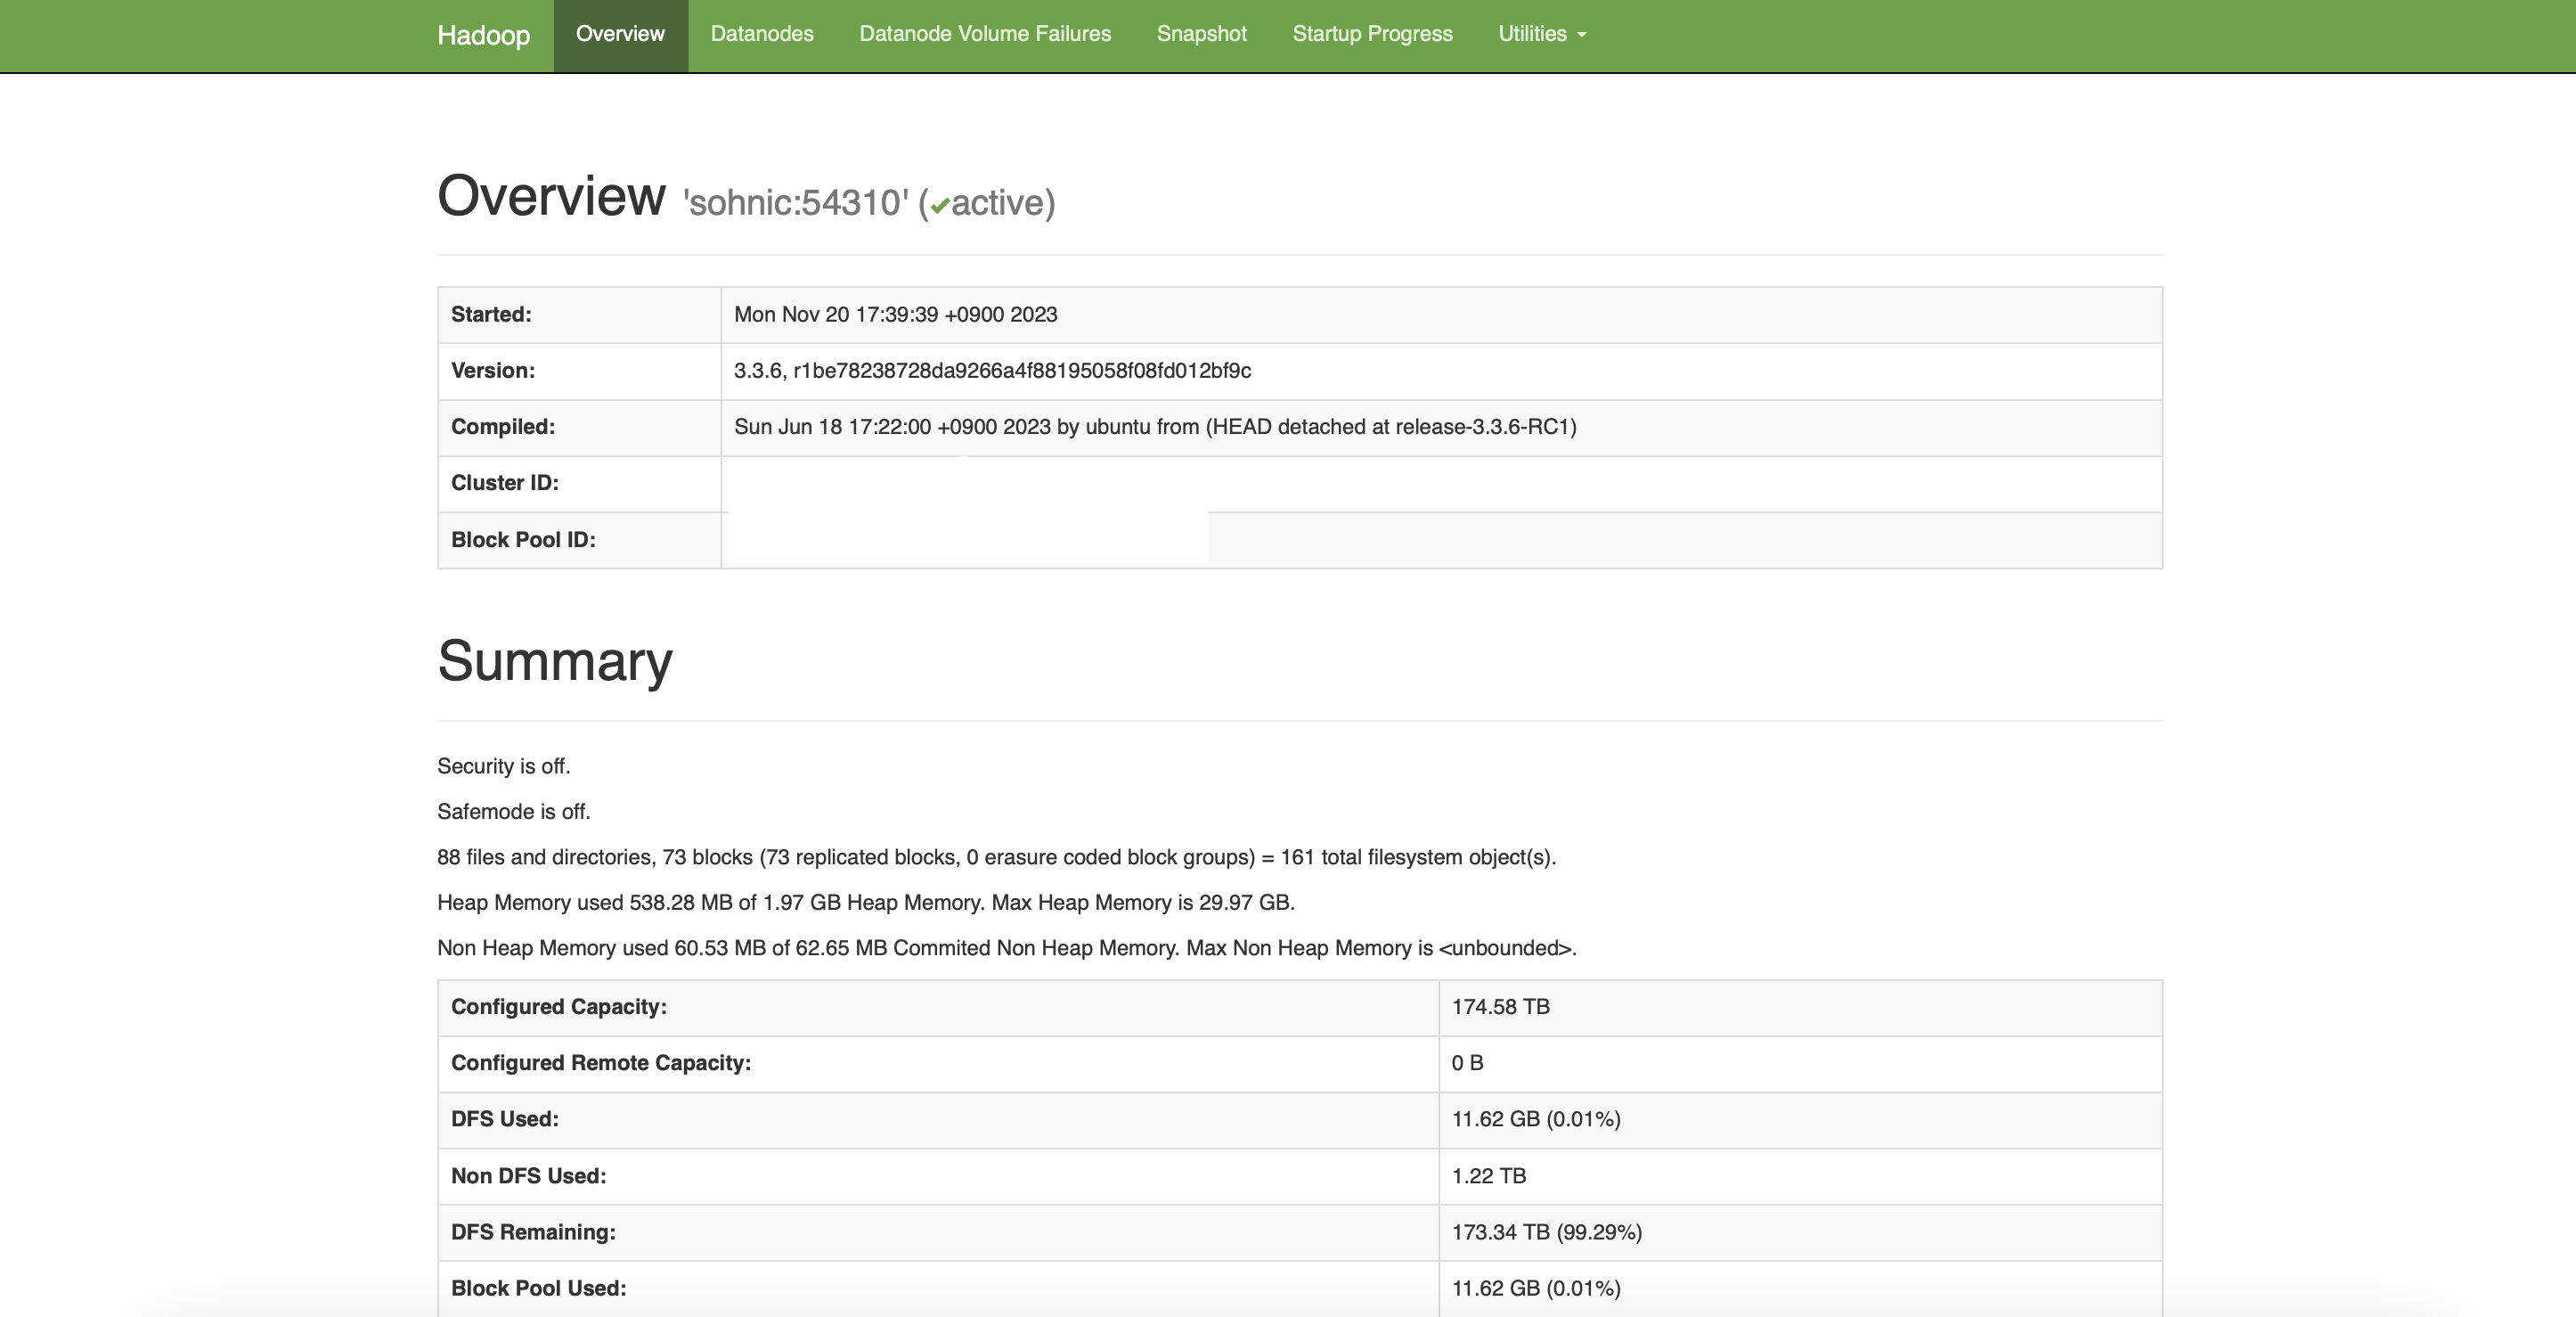 Hadoop Overview Datanodes Datanode Volume Failures Snapshot Startup Progress Utilities
Overview 'sohnic:54310' (✔active)
Started: Mon Nov 20 17:39:39 +0900 2023
Version: 3.3.6, r1be78238728da9266a4f88195058f08fd012bf9c
Compiled: Sun Jun 18 17:22:00 +0900 2023 by ubuntu from (HEAD detached at release-3.3.6-RC1)
Cluster ID:
Block Pool ID:
Summary
Security is off.
Safemode is off.
88 files and directories, 73 blocks (73 replicated blocks, 0 erasure coded block groups) = 161 total filesystem object(s).
Heap Memory used 538.28 MB of 1.97 GB Heap Memory. Max Heap Memory is 29.97 GB.
Non Heap Memory used 60.53 MB of 62.65 MB Commited Non Heap Memory. Max Non Heap Memory is <unbounded>.
Configured Capacity: 174.58 TB
Configured Remote Capacity: 0 B
DFS Used: 11.62 GB (0.01%)
Non DFS Used: 1.22 TB
DFS Remaining: 173.34 TB (99.29%)
Block Pool Used: 11.62 GB (0.01%)